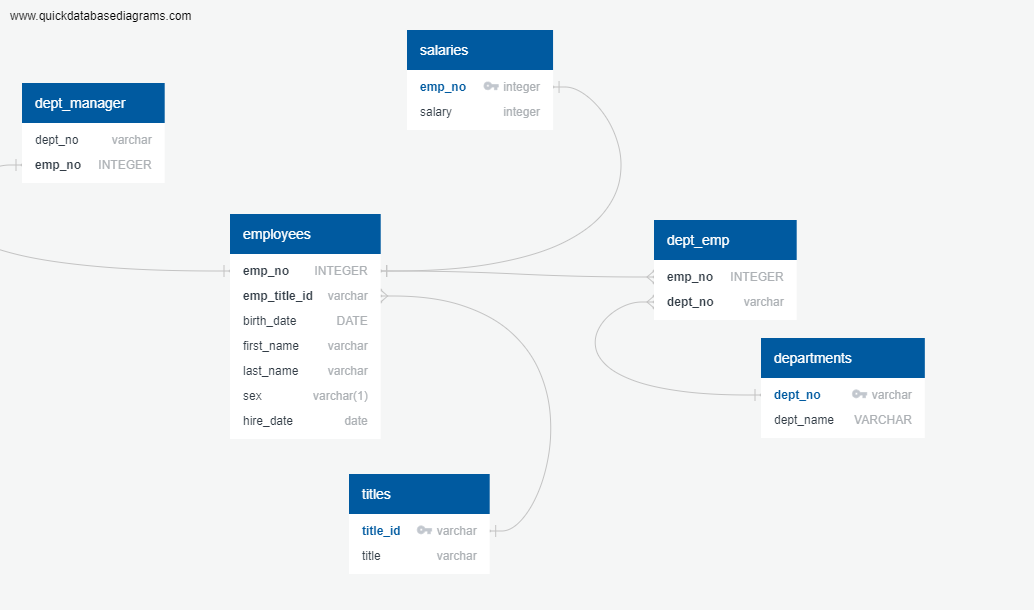 www.quickdatabasediagrams.com
salaries
emp_no integer
salary integer
dept_manager
dept_no varchar
emp_no INTEGER
employees
emp_no INTEGER
emp_title_id varchar
birth_date DATE
first_name varchar
last_name varchar
sex varchar(1)
hire_date date
dept_emp
emp_no INTEGER
dept_no varchar
departments
dept_no varchar
dept_name VARCHAR
titles
title_id varchar
title varchar